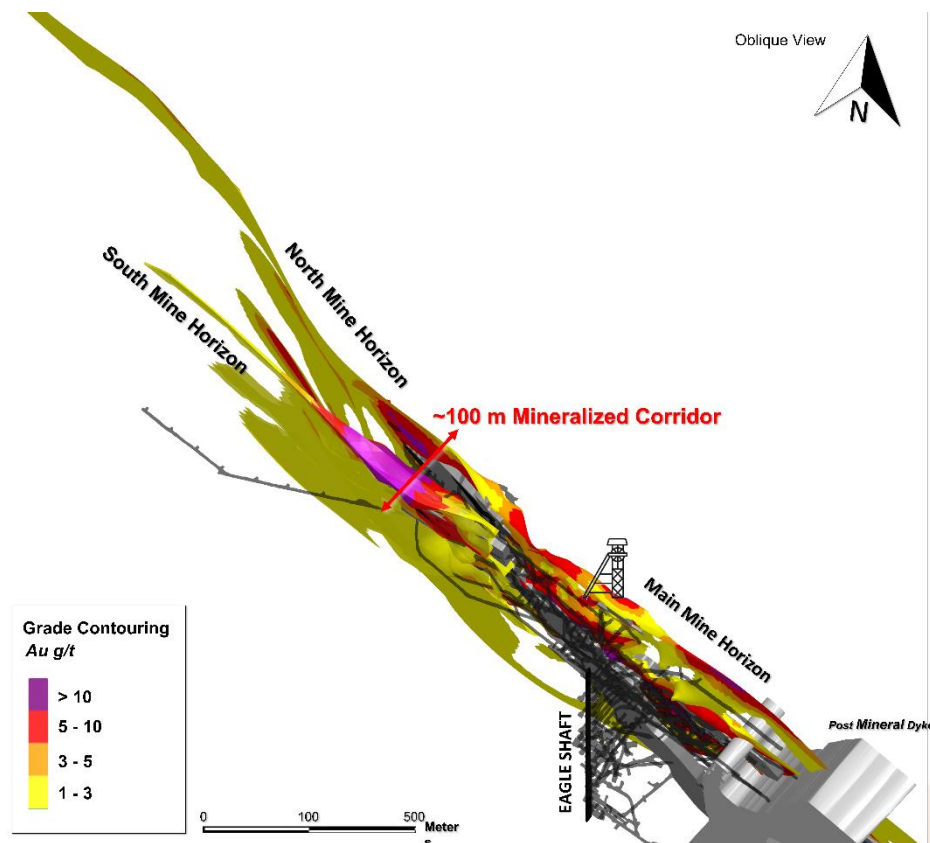 Oblique View
N
North Mine Horizon
South Mine Horizon
~100 m Mineralized Corridor
Main Mine Horizon
Post Mineral Dyke
EAGLE SHAFT
Grade Contouring
Au g/t
> 10
5 - 10
3 - 5
1 - 3
0 100 500 Meter
s